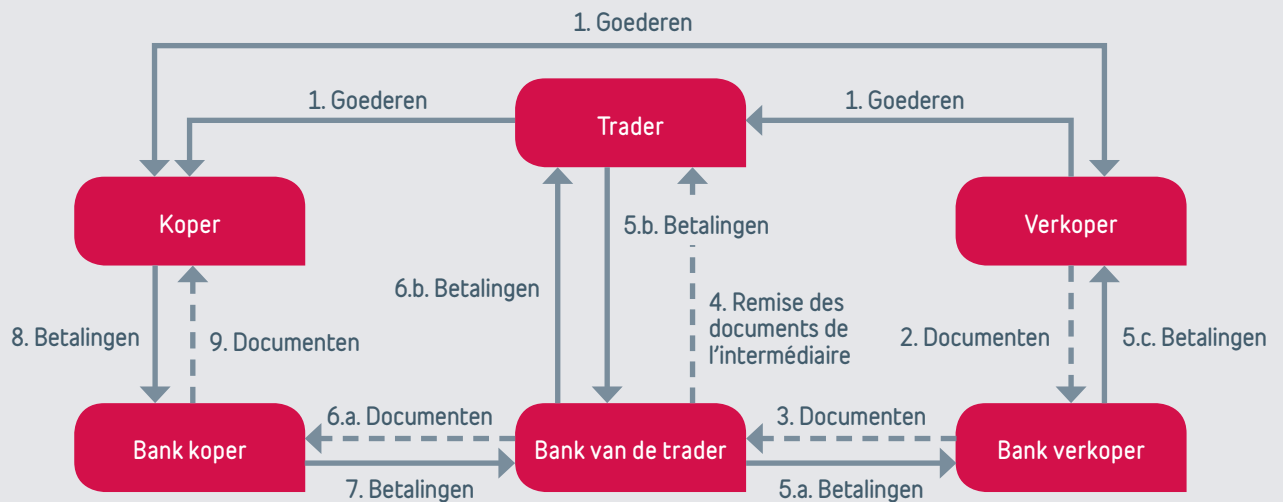 1. Goederen
1. Goederen
1. Goederen
Trader
Koper
Verkoper
5.b. Betalingen
6.b. Betalingen
4. Remise des
documents de
l'intermédiaire
8. Betalingen
9. Documenten
2. Documenten
5.c. Betalingen
6.a. Documenten
3. Documenten
Bank koper
Bank van de trader
Bank verkoper
7. Betalingen
5.a. Betalingen